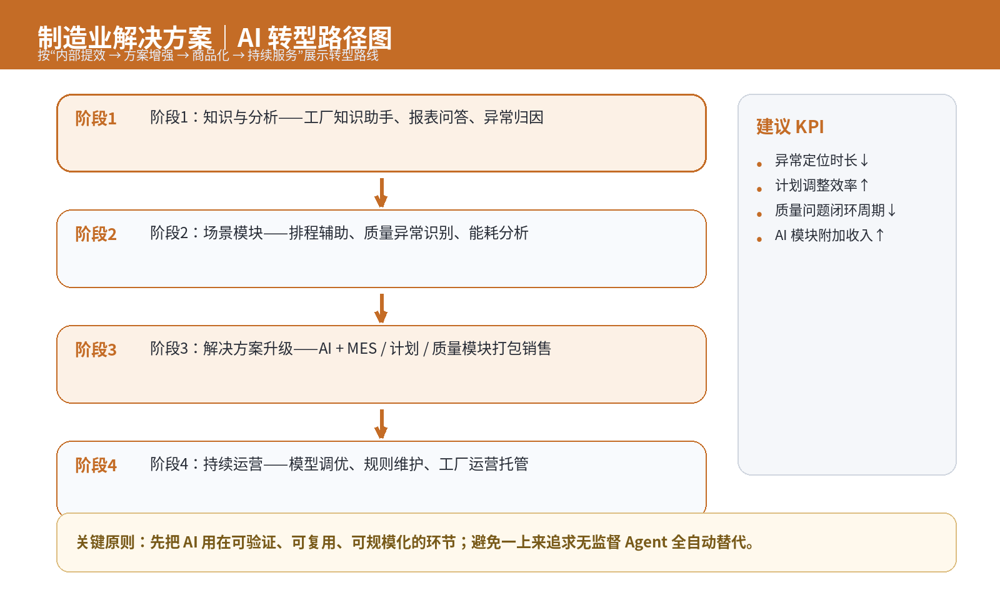 制造业解决方案｜AI 转型路径图
按“内部提效 → 方案增强 → 商品化 → 持续服务”展示转型路线
阶段1
阶段1：知识与分析——工厂知识助手、报表问答、异常归因
阶段2
阶段2：场景模块——排程辅助、质量异常识别、能耗分析
阶段3
阶段3：解决方案升级——AI + MES / 计划 / 质量模块打包销售
阶段4
阶段4：持续运营——模型调优、规则维护、工厂运营托管
建议 KPI
• 异常定位时长↓
• 计划调整效率↑
• 质量问题闭环周期↓
• AI 模块附加收入↑
关键原则：先把 AI 用在可验证、可复用、可规模化的环节；避免一上来追求无监督 Agent 全自动替代。